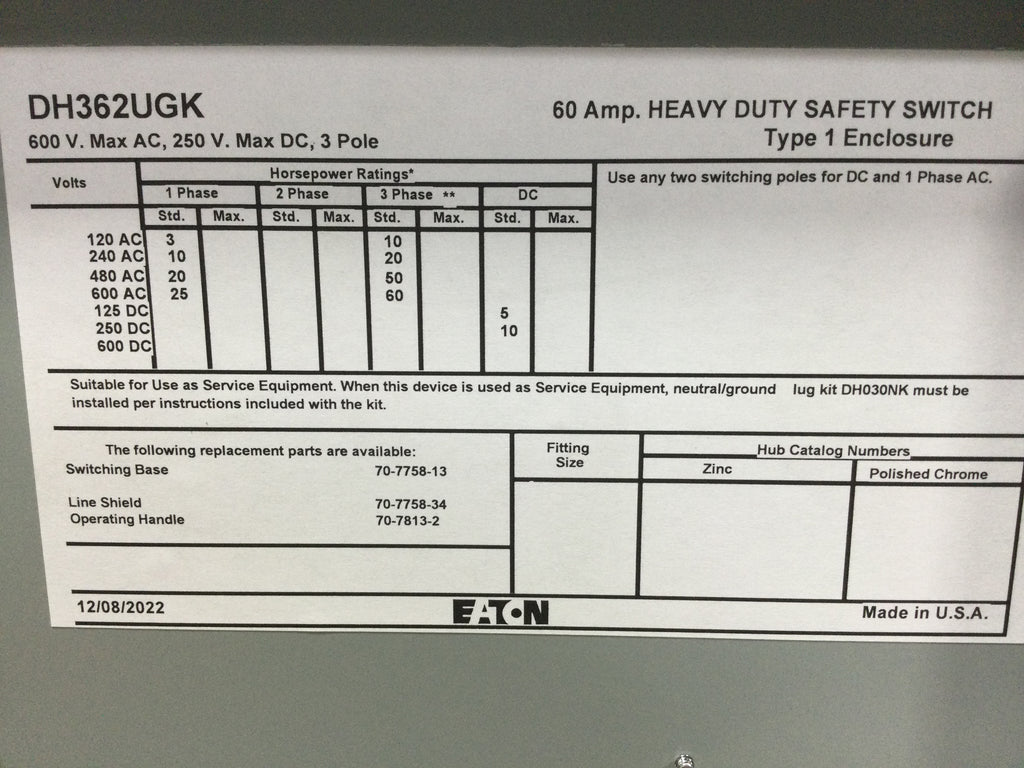 DH362UGK
60 Amp. HEAVY DUTY SAFETY SWITCH
600 V. Max AC, 250 V. Max DC, 3 Pole
Type 1 Enclosure
Volts
Horsepower Ratings*
Use any two switching poles for DC and 1 Phase AC.
1 Phase 2 Phase 3 Phase ** DC
Std. Max. Std. Max. Std. Max. Std. Max.
120 AC 3 10
240 AC 10 20
480 AC 20 50
600 AC 25 60
125 DC 5
250 DC 10
600 DC
Suitable for Use as Service Equipment. When this device is used as Service Equipment, neutral/ground lug kit DH030NK must be
installed per instructions included with the kit.
The following replacement parts are available:
Switching Base 70-7758-13
Line Shield 70-7758-34
Operating Handle 70-7813-2
Fitting
Size
Hub Catalog Numbers
Zinc Polished Chrome
12/08/2022 EATON Made in U.S.A.